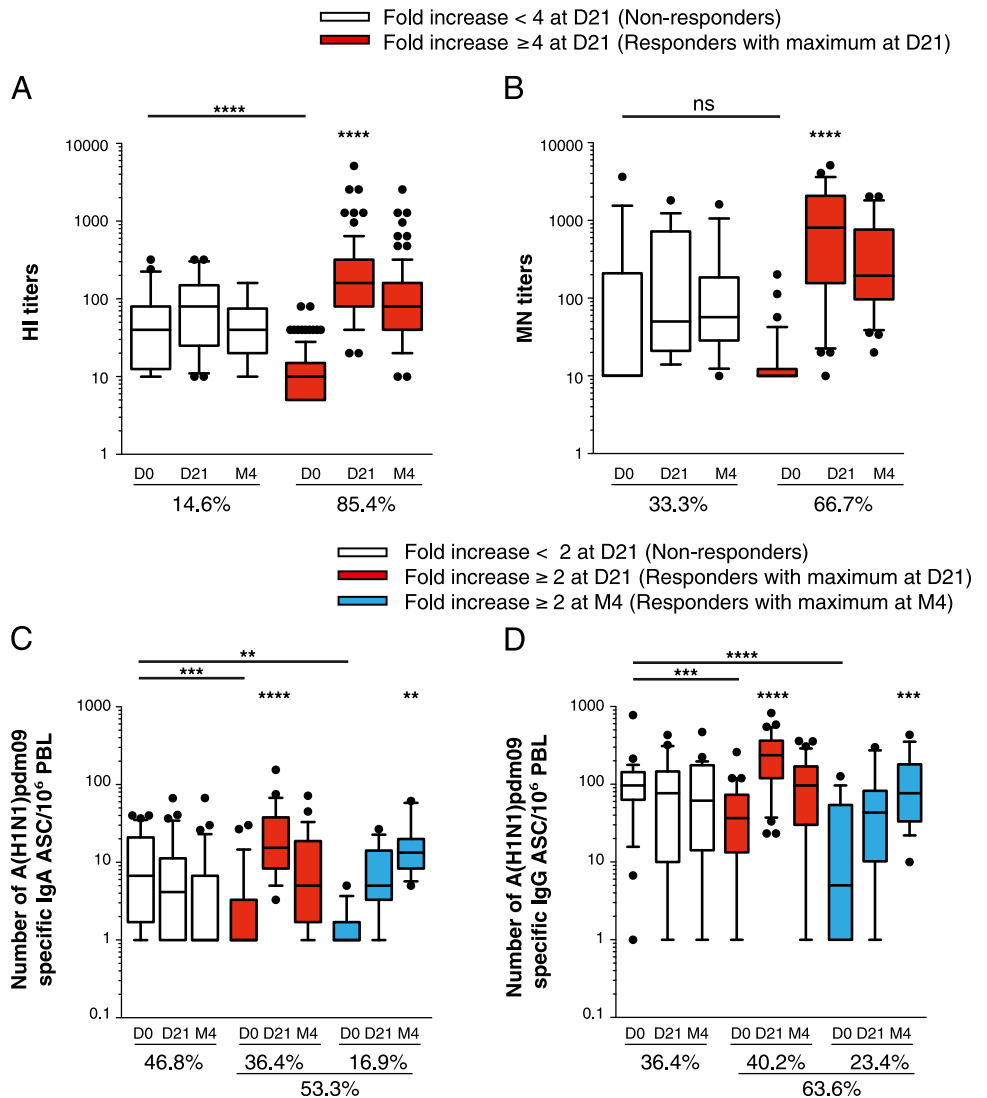 Fold increase < 4 at D21 (Non-responders)
Fold increase ≥4 at D21 (Responders with maximum at D21)
A
B
****
****
ns
****
10000
1000
100
10
1
HI titers
D0 D21 M4 D0 D21 M4
14.6% 85.4%
10000
1000
100
10
1
MN titers
D0 D21 M4 D0 D21 M4
33.3% 66.7%
Fold increase < 2 at D21 (Non-responders)
Fold increase ≥ 2 at D21 (Responders with maximum at D21)
Fold increase ≥ 2 at M4 (Responders with maximum at M4)
C
D
**
***
****
**
1000
100
10
1
0.1
Number of A(H1N1)pdm09
specific IgA ASC/10⁶ PBL
D0 D21 M4 D0 D21 M4 D0 D21 M4
46.8% 36.4% 16.9%
53.3%
****
***
****
***
1000
100
10
1
0.1
Number of A(H1N1)pdm09
specific IgG ASC/10⁶ PBL
D0 D21 M4 D0 D21 M4 D0 D21 M4
36.4% 40.2% 23.4%
63.6%